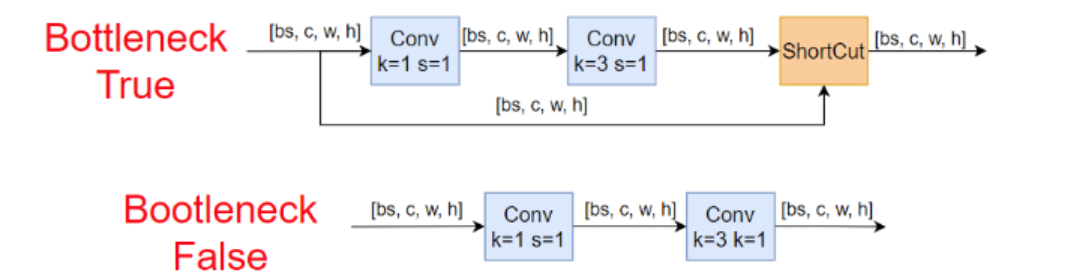 Bottleneck
True
[bs, c, w, h]
Conv
k=1 s=1
[bs, c, w, h]
Conv
k=3 s=1
[bs, c, w, h]
ShortCut
[bs, c, w, h]
[bs, c, w, h]
Bootleneck
False
[bs, c, w, h]
Conv
k=1 s=1
[bs, c, w, h]
Conv
k=3 k=1
[bs, c, w, h]